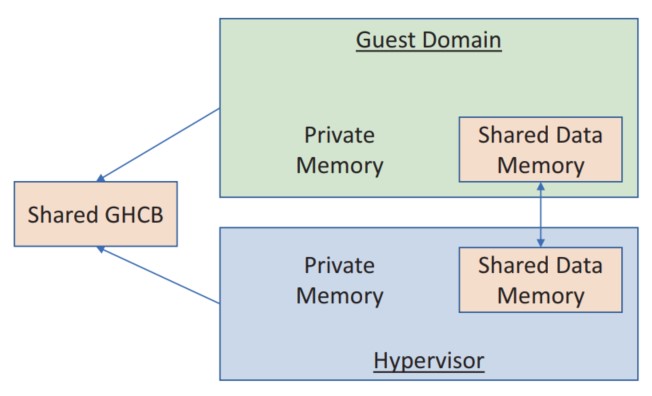 Guest Domain
Private
Memory
Shared Data
Memory
Shared GHCB
Private
Memory
Shared Data
Memory
Hypervisor